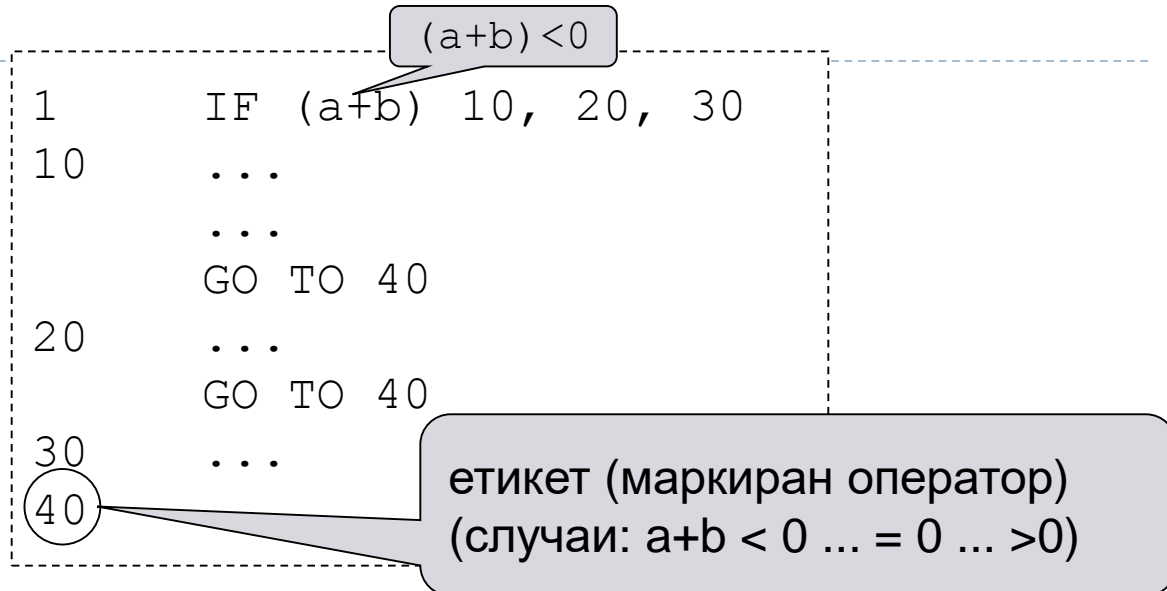 (a+b)<0
1 IF (a+b) 10, 20, 30
10 ...
...
GO TO 40
20 ...
GO TO 40
30 ...
40
етикет (маркиран оператор)
(случаи: a+b < 0 ... = 0 ... >0)